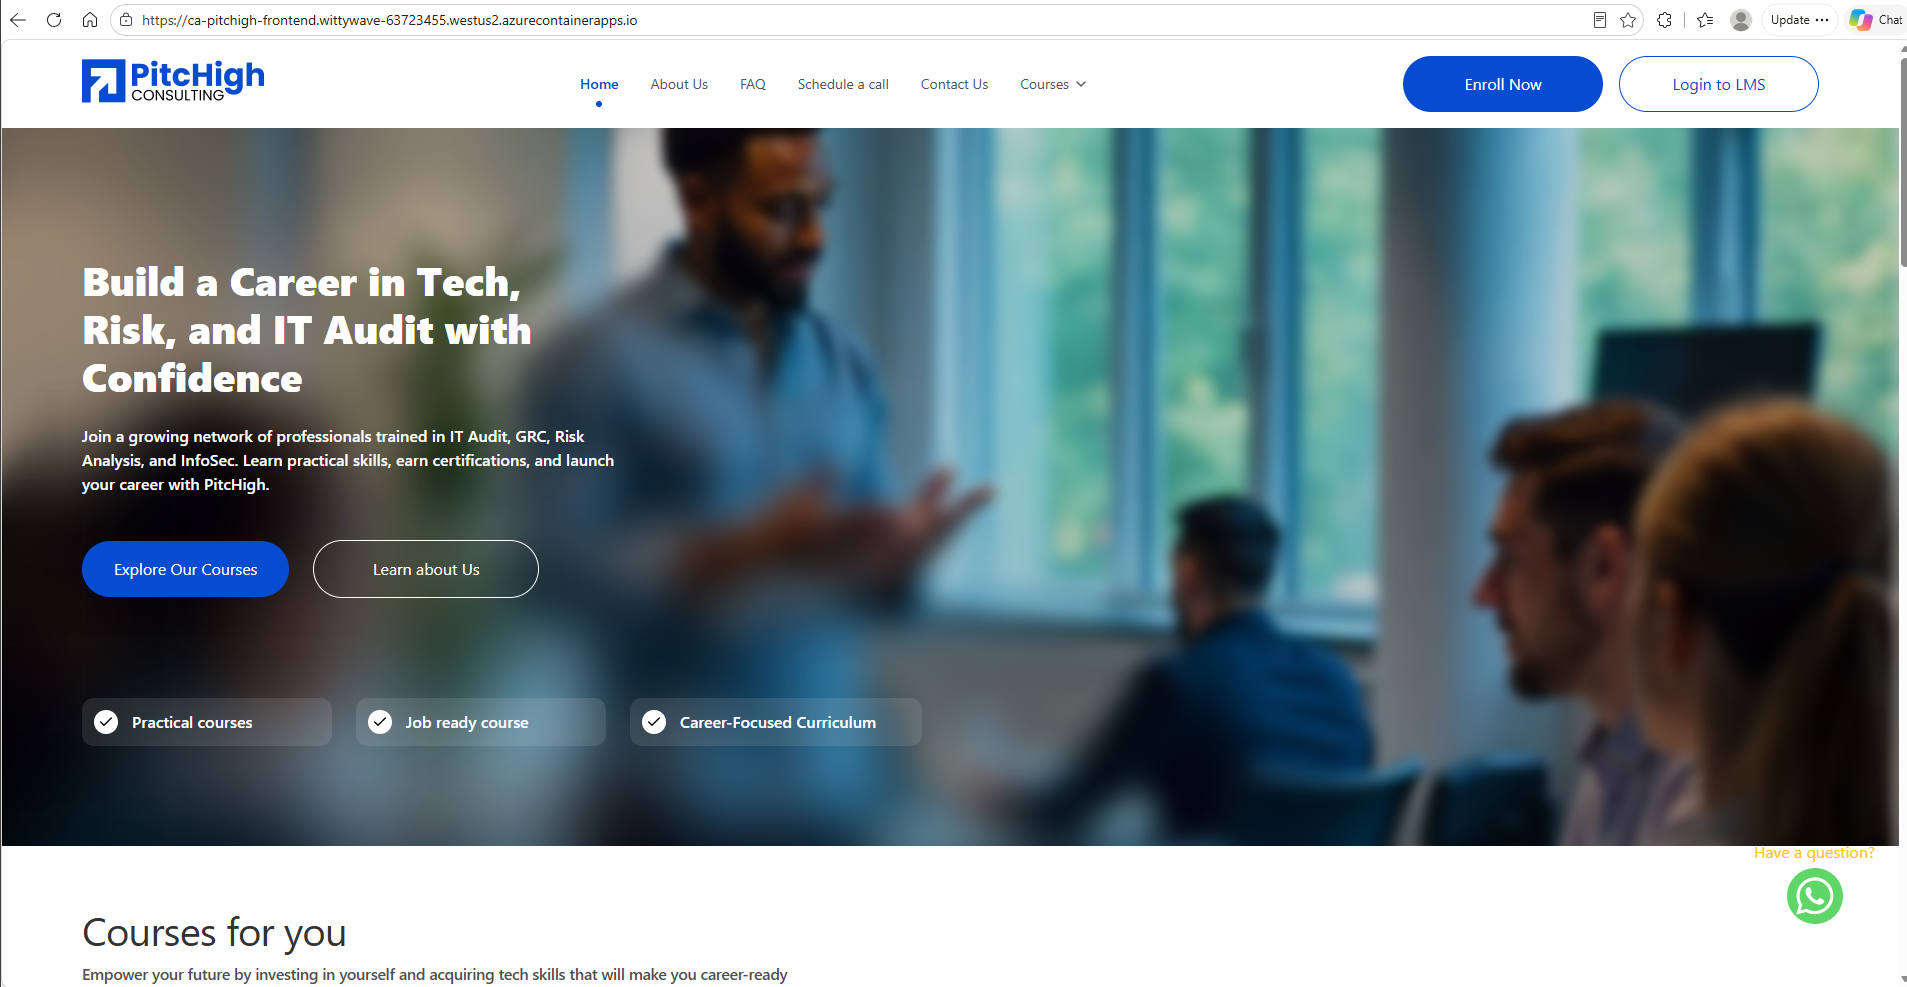 https://ca-pitchigh-frontend.wittywave-63723455.westus2.azurecontainerapps.io
Update
Chat
PitcHigh
CONSULTING
Home
About Us
FAQ
Schedule a call
Contact Us
Courses
Enroll Now
Login to LMS
Build a Career in Tech,
Risk, and IT Audit with
Confidence
Join a growing network of professionals trained in IT Audit, GRC, Risk
Analysis, and InfoSec. Learn practical skills, earn certifications, and launch
your career with PitcHigh.
Explore Our Courses
Learn about Us
Practical courses
Job ready course
Career-Focused Curriculum
Have a question?
Courses for you
Empower your future by investing in yourself and acquiring tech skills that will make you career-ready